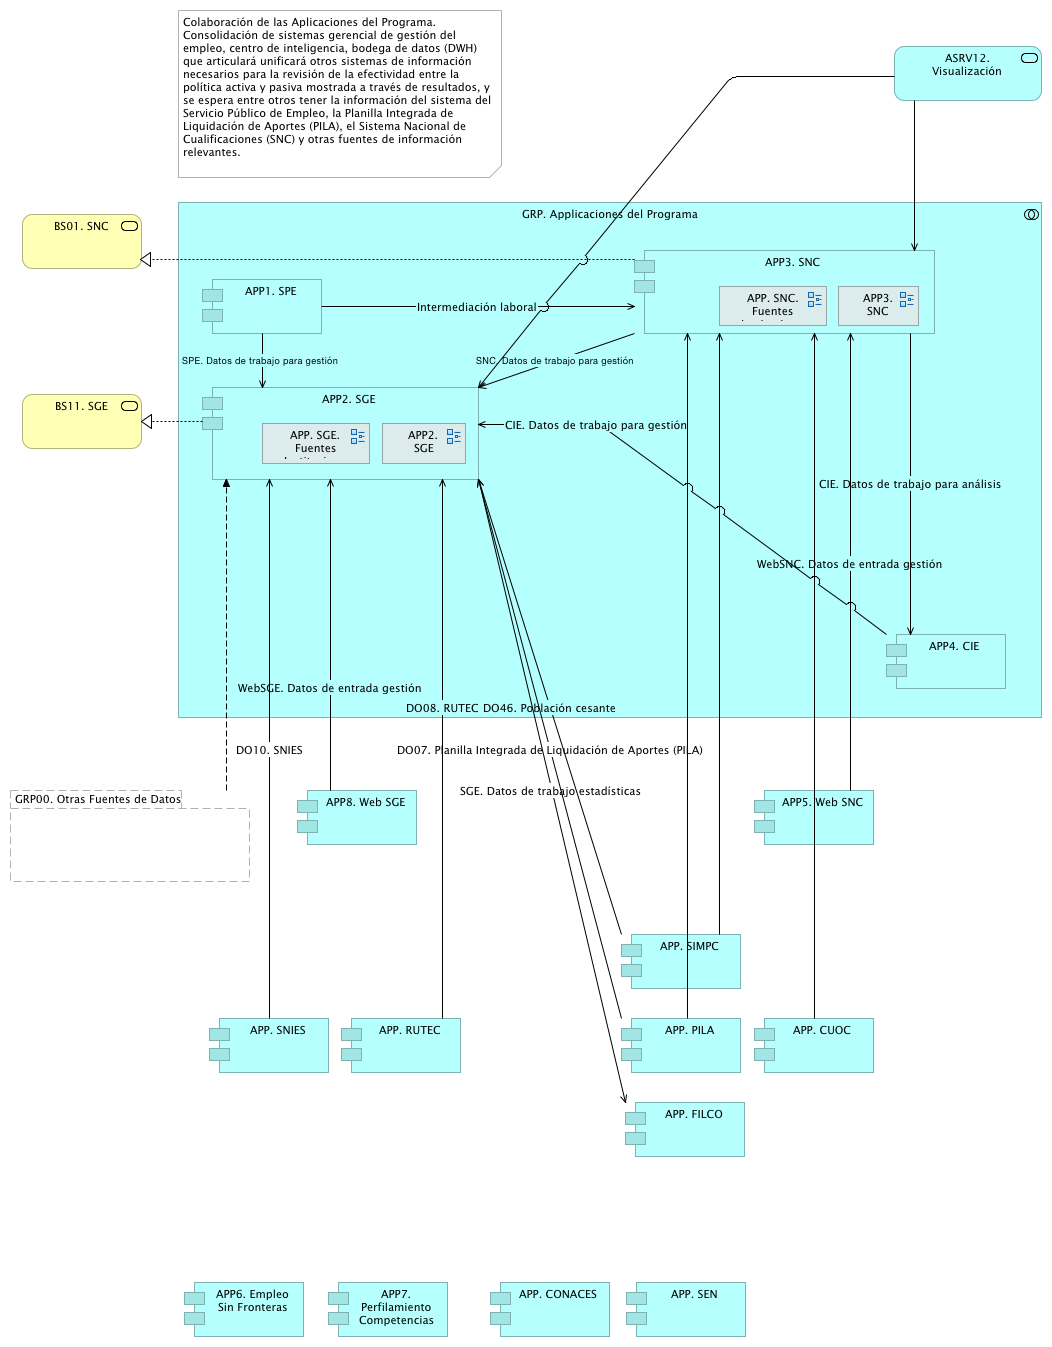 Colaboración de las Aplicaciones del Programa.
Consolidación de sistemas gerencial de gestión del
empleo, centro de inteligencia, bodega de datos (DWH)
que articulará unificará otros sistemas de información
necesarios para la revisión de la efectividad entre la
política activa y pasiva mostrada a través de resultados, y
se espera entre otros tener la información del sistema del
Servicio Público de Empleo, la Planilla Integrada de
Liquidación de Aportes (PILA), el Sistema Nacional de
Cualificaciones (SNC) y otras fuentes de información
relevantes.
ASRV12.
Visualización
GRP. Applicaciones del Programa
BS01. SNC
APP3. SNC
APP1. SPE
APP. SNC.
Fuentes
APP3.
SNC
Intermediación laboral
SPE. Datos de trabajo para gestión
SNC. Datos de trabajo para gestión
BS11. SGE
APP2. SGE
APP. SGE.
Fuentes
APP2.
SGE
CIE. Datos de trabajo para gestión
CIE. Datos de trabajo para análisis
WebSNC. Datos de entrada gestión
APP4. CIE
WebSGE. Datos de entrada gestión
DO08. RUTEC
DO46. Población cesante
DO10. SNIES
DO07. Planilla Integrada de Liquidación de Aportes (PILA)
SGE. Datos de trabajo estadísticas
GRP00. Otras Fuentes de Datos
APP8. Web SGE
APP5. Web SNC
APP. SIMPC
APP. SNIES
APP. RUTEC
APP. PILA
APP. CUOC
APP. FILCO
APP6. Empleo
Sin Fronteras
APP7.
Perfilamiento
Competencias
APP. CONACES
APP. SEN